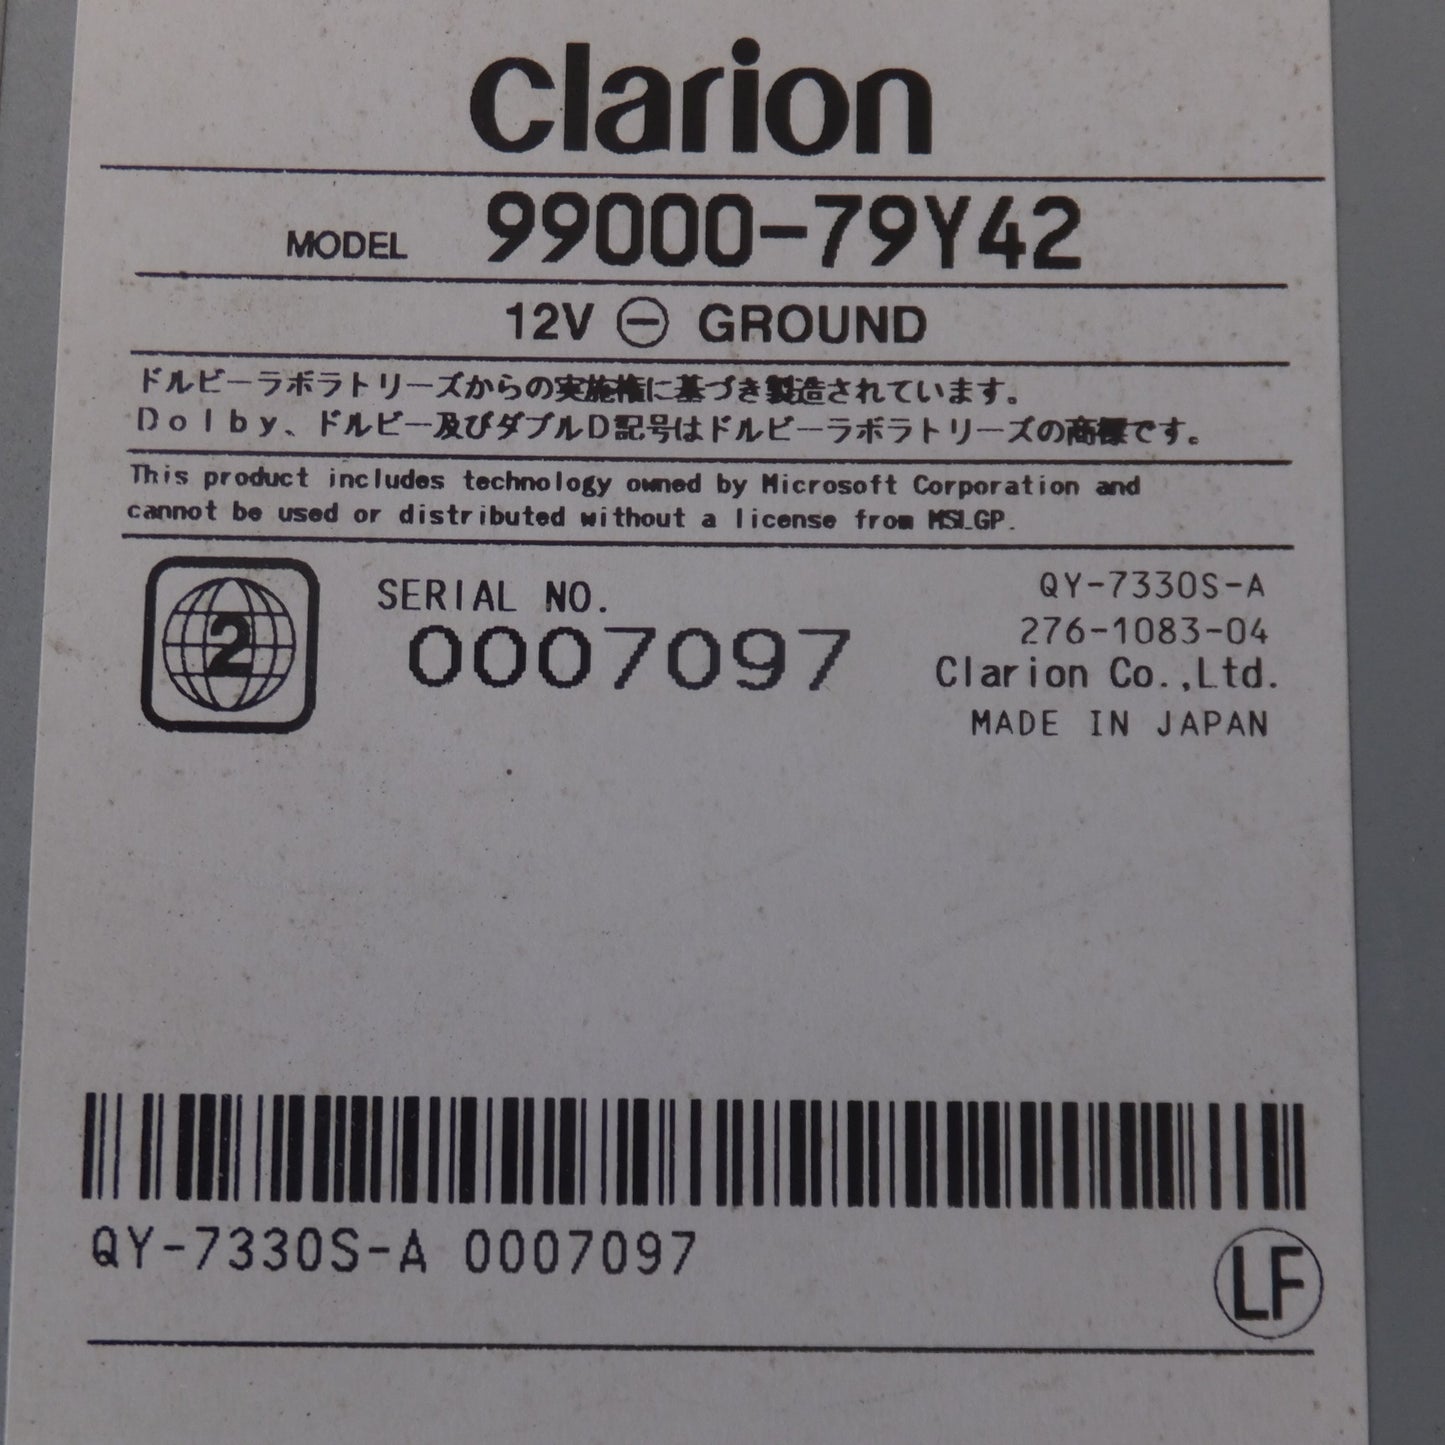 clarion
MODEL 99000-79Y42
12V ⊖ GROUND
ドルビーラボラトリーズからの実施権に基づき製造されています。
Dolby、ドルビー及びダブルD記号はドルビーラボラトリーズの商標です。
This product includes technology owned by Microsoft Corporation and
cannot be used or distributed without a license from MSLGP.
2
SERIAL NO.
0007097
QY-7330S-A
276-1083-04
Clarion Co.,Ltd.
MADE IN JAPAN
QY-7330S-A 0007097
LF